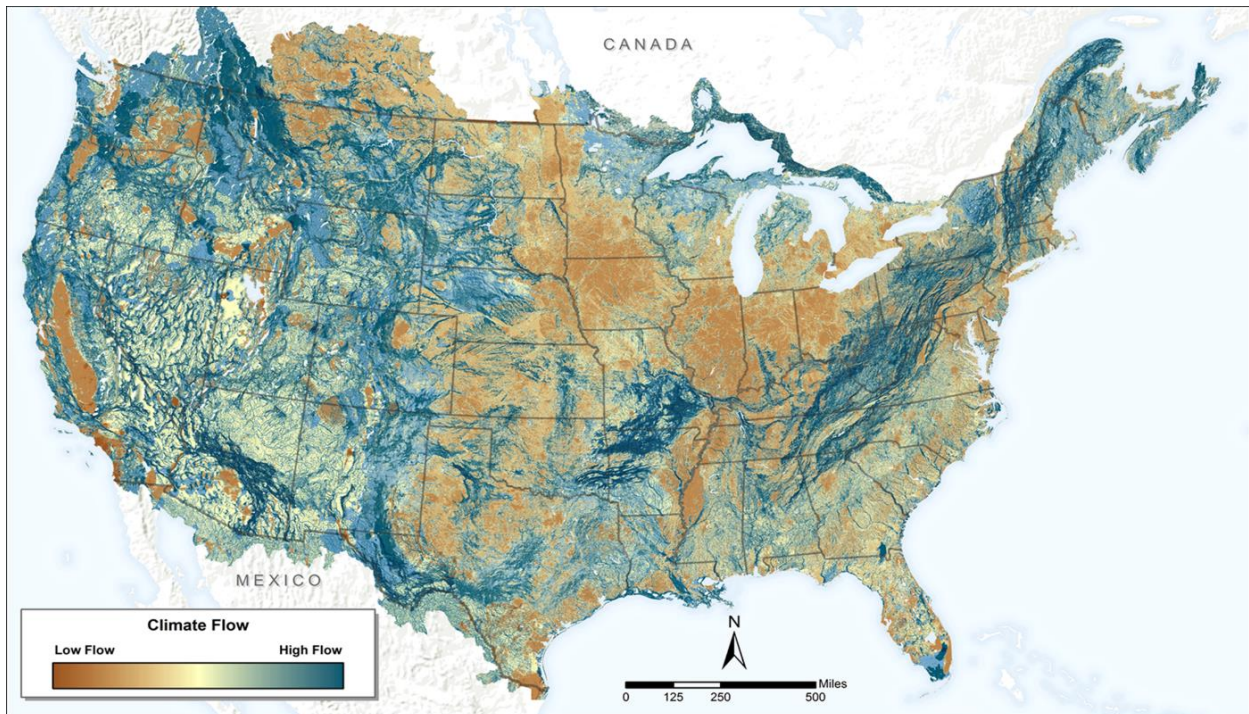 CANADA
MEXICO
Climate Flow
Low Flow High Flow
N
Miles
0 125 250 500